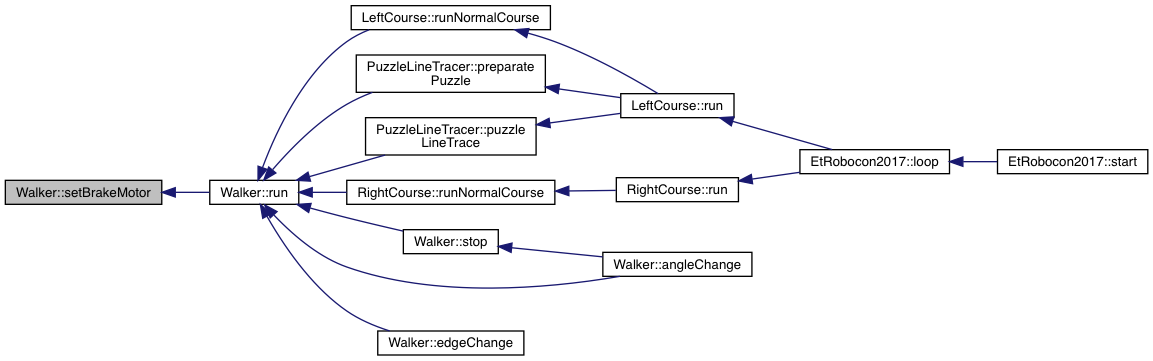 LeftCourse::runNormalCourse
PuzzleLineTracer::preparate
Puzzle
LeftCourse::run
PuzzleLineTracer::puzzle
LineTrace
EtRobocon2017::loop
EtRobocon2017::start
Walker::setBrakeMotor
Walker::run
RightCourse::runNormalCourse
RightCourse::run
Walker::stop
Walker::angleChange
Walker::edgeChange